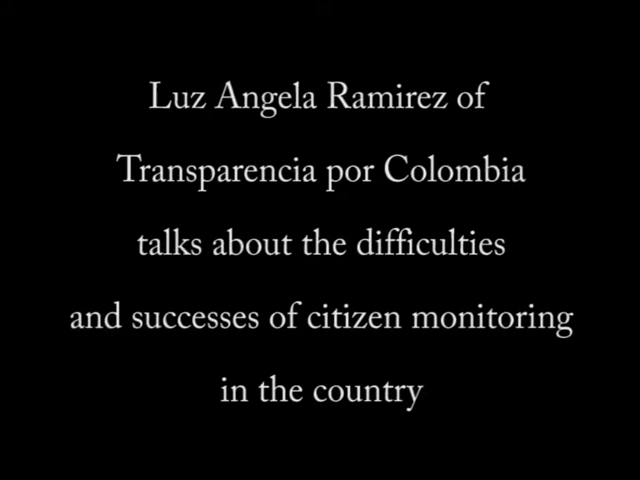 Luz Angela Ramirez of
Transparencia por Colombia
talks about the difficulties
and successes of citizen monitoring
in the country